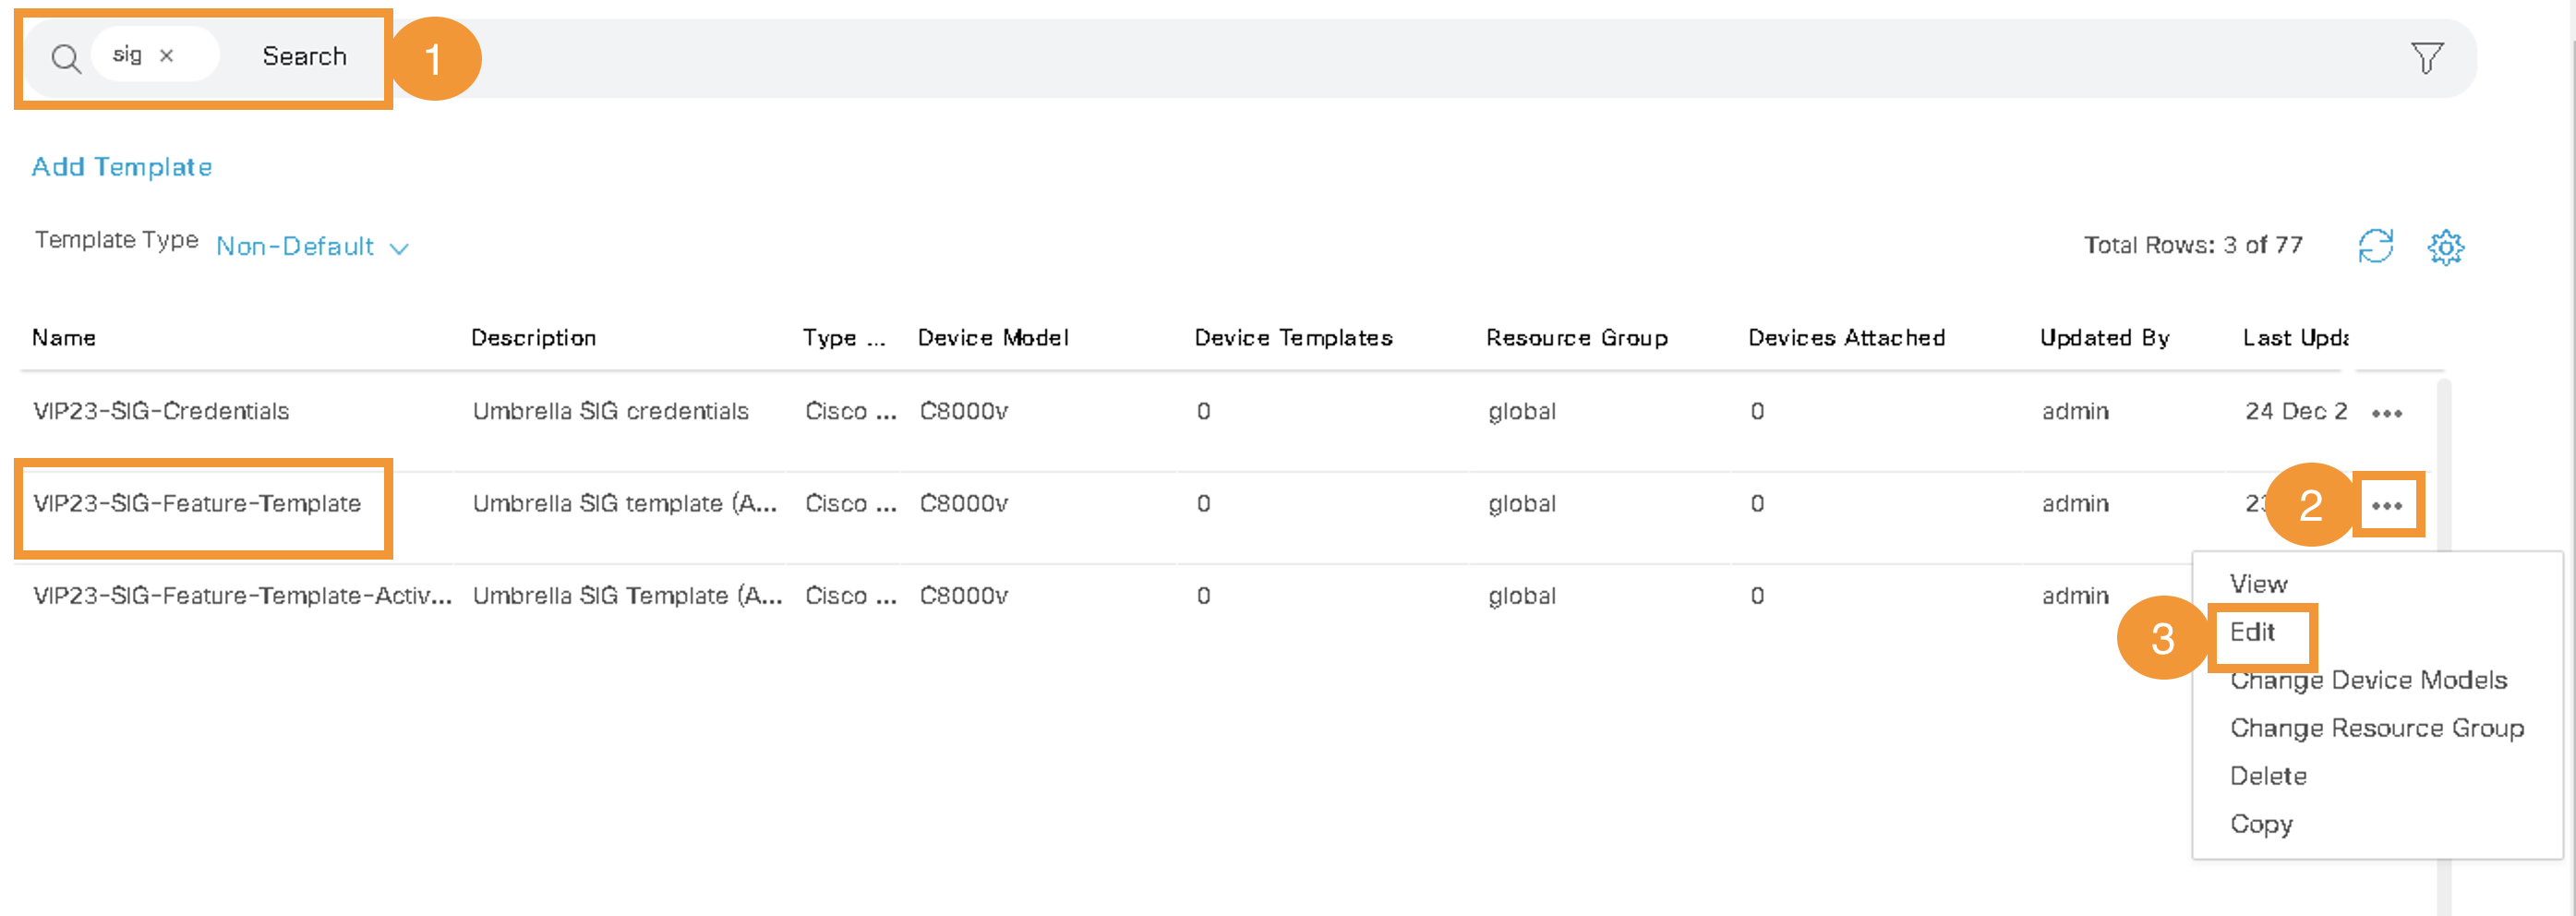 sig × Search 1
Add Template
Template Type Non-Default Total Rows: 3 of 77
Name Description Type ... Device Model Device Templates Resource Group Devices Attached Updated By Last Upda
VIP23-SIG-Credentials Umbrella SIG credentials Cisco ... C8000v 0 global 0 admin 24 Dec 2 •••
VIP23-SIG-Feature-Template Umbrella SIG template (A... Cisco ... C8000v 0 global 0 admin 2 •••
VIP23-SIG-Feature-Template-Activ... Umbrella SIG Template (A... Cisco ... C8000v 0 global 0 admin
View
3 Edit
Change Device Models
Change Resource Group
Delete
Copy